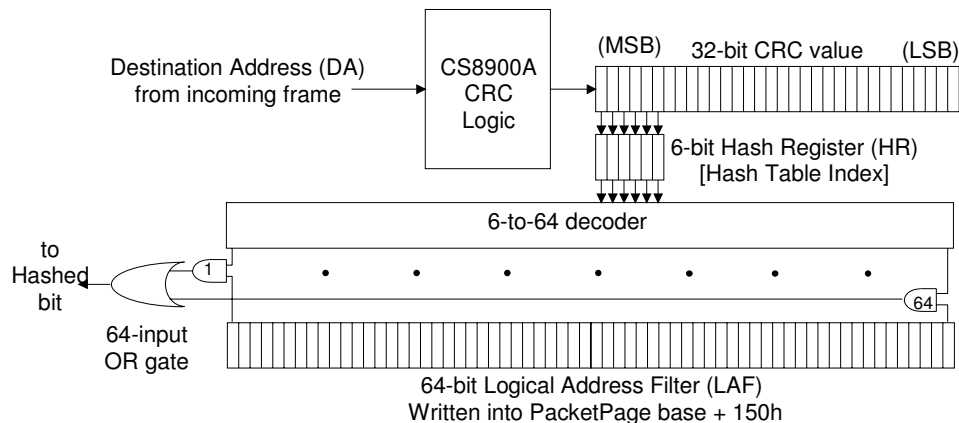 (MSB) 32-bit CRC value (LSB)
Destination Address (DA)
from incoming frame
CS8900A
CRC
Logic
6-bit Hash Register (HR)
[Hash Table Index]
6-to-64 decoder
to
Hashed
bit
1
64
64-input
OR gate
64-bit Logical Address Filter (LAF)
Written into PacketPage base + 150h